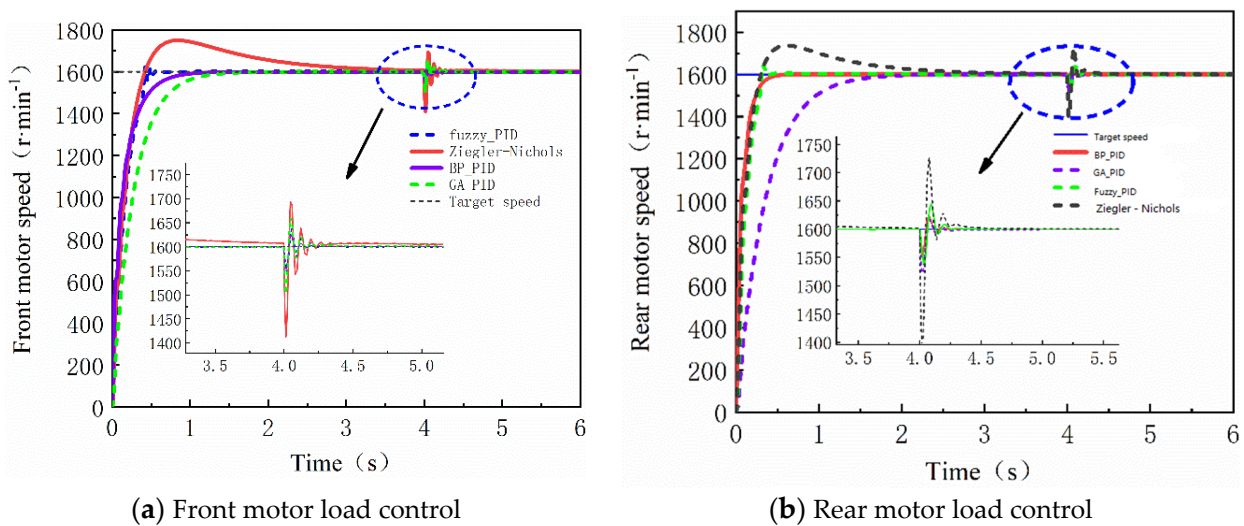 Front motor speed（r·min⁻¹）
1800
1600
1400
1200
1000
800
600
400
200
0
fuzzy_PID
Ziegler-Nichols
BP_PID
GA_PID
Target speed
1750
1700
1650
1600
1550
1500
1450
1400
3.5 4.0 4.5 5.0
0 1 2 3 4 5 6
Time（s）
(a) Front motor load control
Rear motor speed（r·min⁻¹）
1800
1600
1400
1200
1000
800
600
400
200
0
Target speed
BP_PID
GA_PID
Fuzzy_PID
Ziegler - Nichols
1750
1700
1650
1600
1550
1500
1450
1400
3.5 4.0 4.5 5.0 5.5
0 1 2 3 4 5 6
Time（s）
(b) Rear motor load control